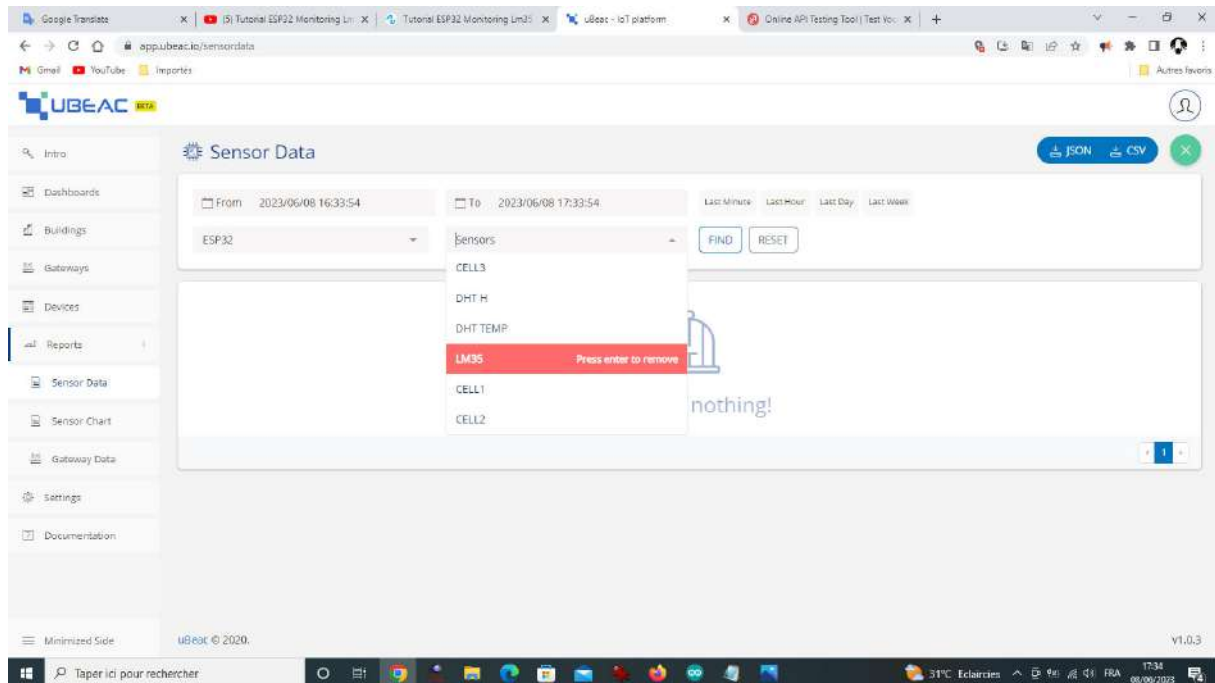 Google Translate
(5) Tutorial ESP32 Monitoring Lm
Tutorial ESP32 Monitoring Lm35
uBeac - IoT platform
Online API Testing Tool | Test You
app.ubeac.io/sensordata
Gmail
YouTube
Importés
Autres favoris
UBEAC BETA
Intro
Dashboards
Buildings
Gateways
Devices
Reports
Sensor Data
Sensor Chart
Gateway Data
Settings
Documentation
Minimized Side
Sensor Data
JSON
CSV
From 2023/06/08 16:33:54
To 2023/06/08 17:33:54
Last Minute Last Hour Last Day Last Week
ESP32
Sensors
FIND
RESET
CELL3
DHT H
DHT TEMP
LM35 Press enter to remove
CELL1
CELL2
nothing!
1
uBeac © 2020.
v1.0.3
Taper ici pour rechercher
31°C Eclaircies
FRA
17:34
08/06/2023